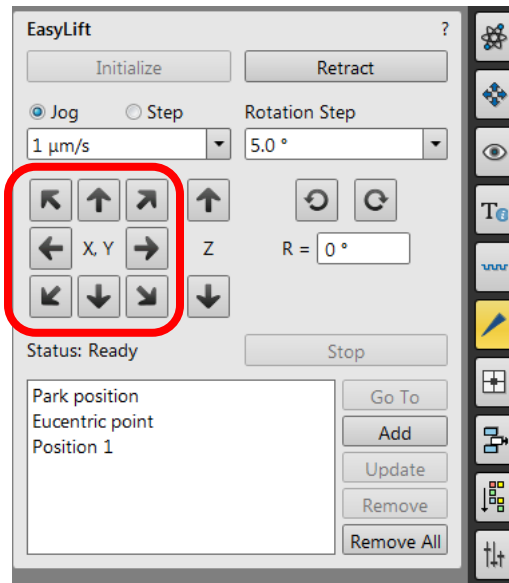 EasyLift ?
Initialize Retract
Jog Step Rotation Step
1 µm/s 5.0 °
X, Y Z R = 0 °
Status: Ready Stop
Park position Go To
Eucentric point Add
Position 1 Update
Remove
Remove All
T